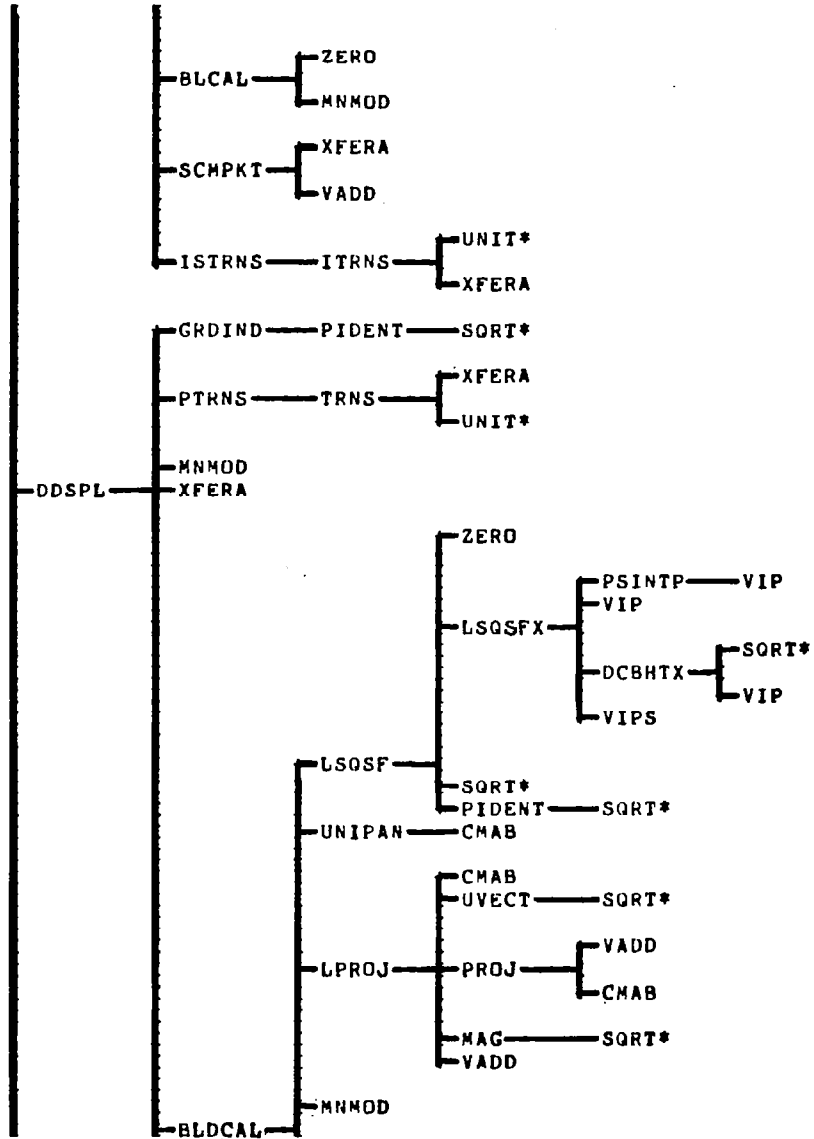 ZERO
BLCAL
MNMOD
XFERA
SCMPKT
VADD
UNIT*
ISTRNS ITRNS
XFERA
GRDIND PIDENT SQRT*
XFERA
PTRNS TRNS
UNIT*
MNMOD
DDSPL XFERA
ZERO
PSINTP VIP
VIP
LSQSFX
SQRT*
DCBHTX
VIP
VIPS
LSQSF
SQRT*
PIDENT SQRT*
UNIPAN CMAB
CMAB
UVECT SQRT*
VADD
LPROJ PROJ
CMAB
MAG SQRT*
VADD
MNMOD
BLDCAL